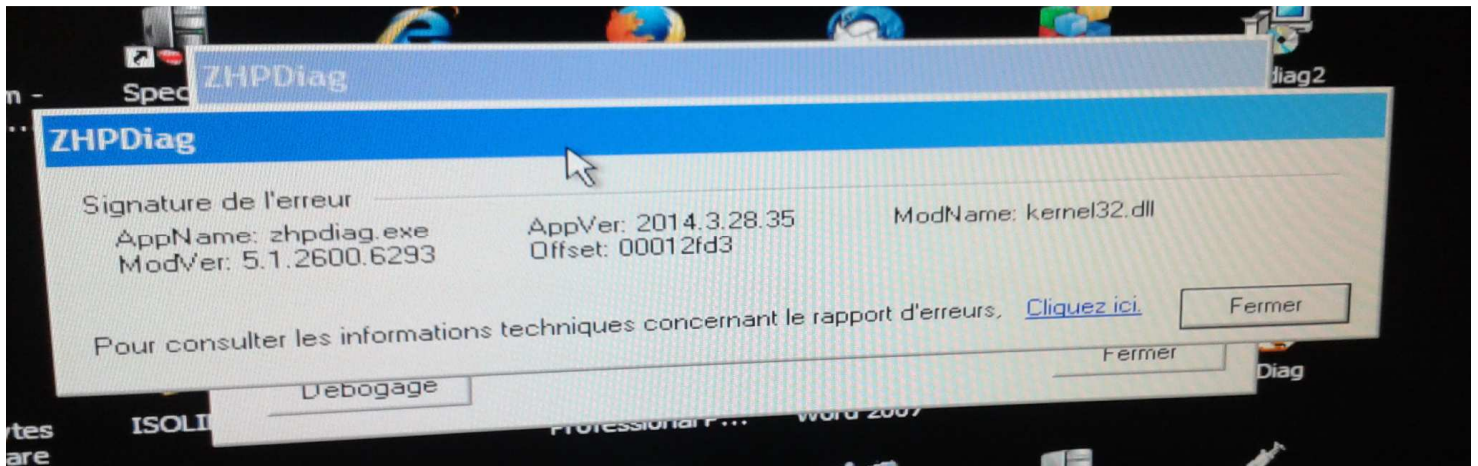 Spec
ZHPDiag
diag2
ZHPDiag
Signature de l'erreur
AppName: zhpdiag.exe AppVer: 2014.3.28.35 ModName: kernel32.dll
ModVer: 5.1.2600.6293 Offset: 00012fd3
Pour consulter les informations techniques concernant le rapport d'erreurs, Cliquez ici. Fermer
Debogage Fermer
Diag
ISOLI
Word 2007